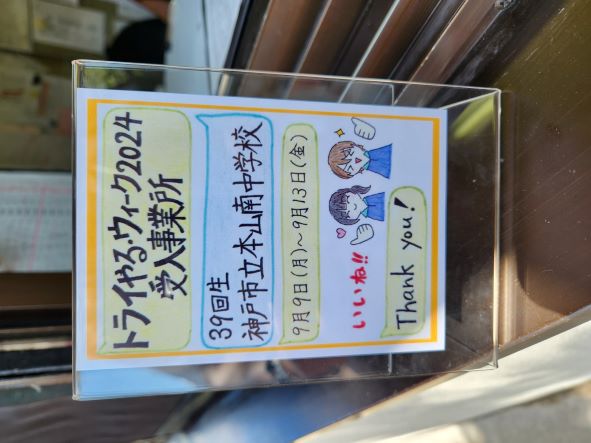 トライやる・ウィーク2024
受入事業所
39回生
神戸市立本山南中学校
9月9日(月)～9月13日(金)
いいね!!
Thank you!